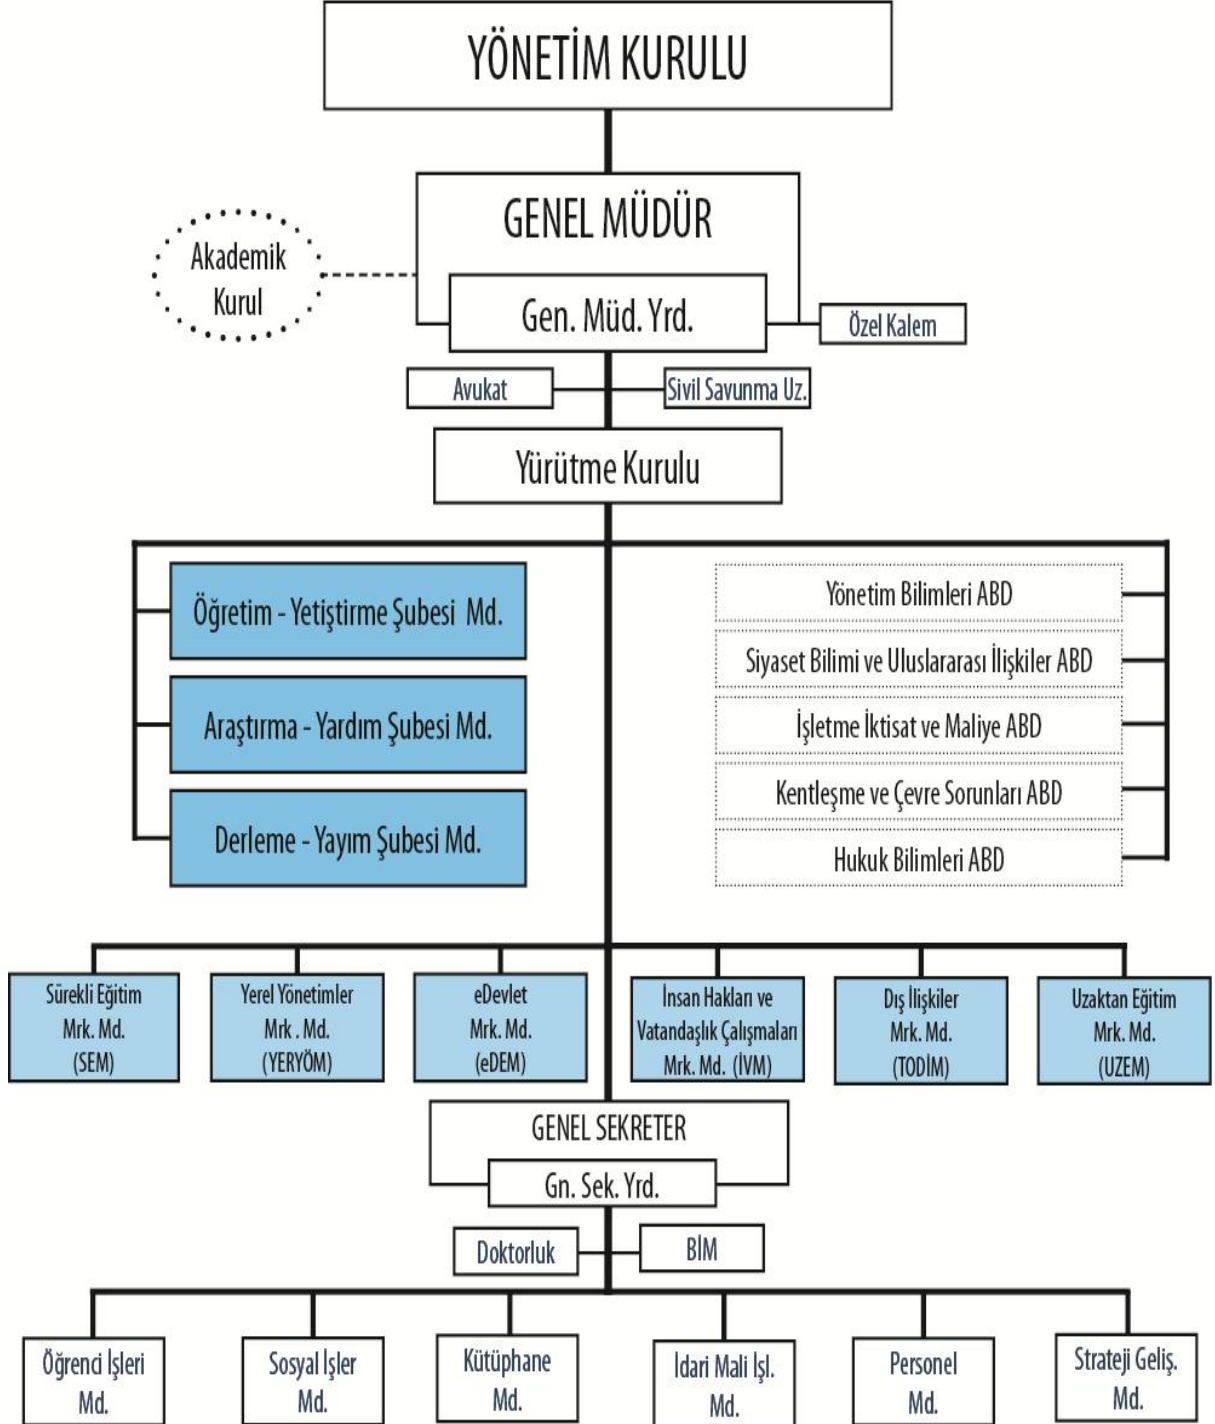 YÖNETİM KURULU
GENEL MÜDÜR
Akademik
Kurul
Gen. Müd. Yrd.
Özel Kalem
Avukat
Sivil Savunma Uz.
Yürütme Kurulu
Öğretim - Yetiştirme Şubesi Md.
Araştırma - Yardım Şubesi Md.
Derleme - Yayım Şubesi Md.
Yönetim Bilimleri ABD
Siyaset Bilimi ve Uluslararası İlişkiler ABD
İşletme İktisat ve Maliye ABD
Kentleşme ve Çevre Sorunları ABD
Hukuk Bilimleri ABD
Sürekli Eğitim
Mrk. Md.
(SEM)
Yerel Yönetimler
Mrk . Md.
(YERYÖM)
eDevlet
Mrk. Md.
(eDEM)
İnsan Hakları ve
Vatandaşlık Çalışmaları
Mrk. Md. (İVM)
Dış İlişkiler
Mrk. Md.
(TODİM)
Uzaktan Eğitim
Mrk. Md.
(UZEM)
GENEL SEKRETER
Gn. Sek. Yrd.
Doktorluk
BİM
Öğrenci İşleri
Md.
Sosyal İşler
Md.
Kütüphane
Md.
İdari Mali İşl.
Md.
Personel
Md.
Strateji Geliş.
Md.